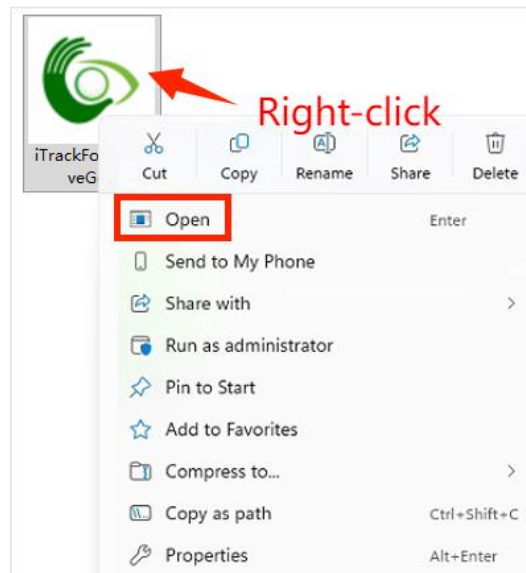 Right-click
iTrackFo
veG
Cut Copy Rename Share Delete
Open Enter
Send to My Phone
Share with
Run as administrator
Pin to Start
Add to Favorites
Compress to...
Copy as path Ctrl+Shift+C
Properties Alt+Enter